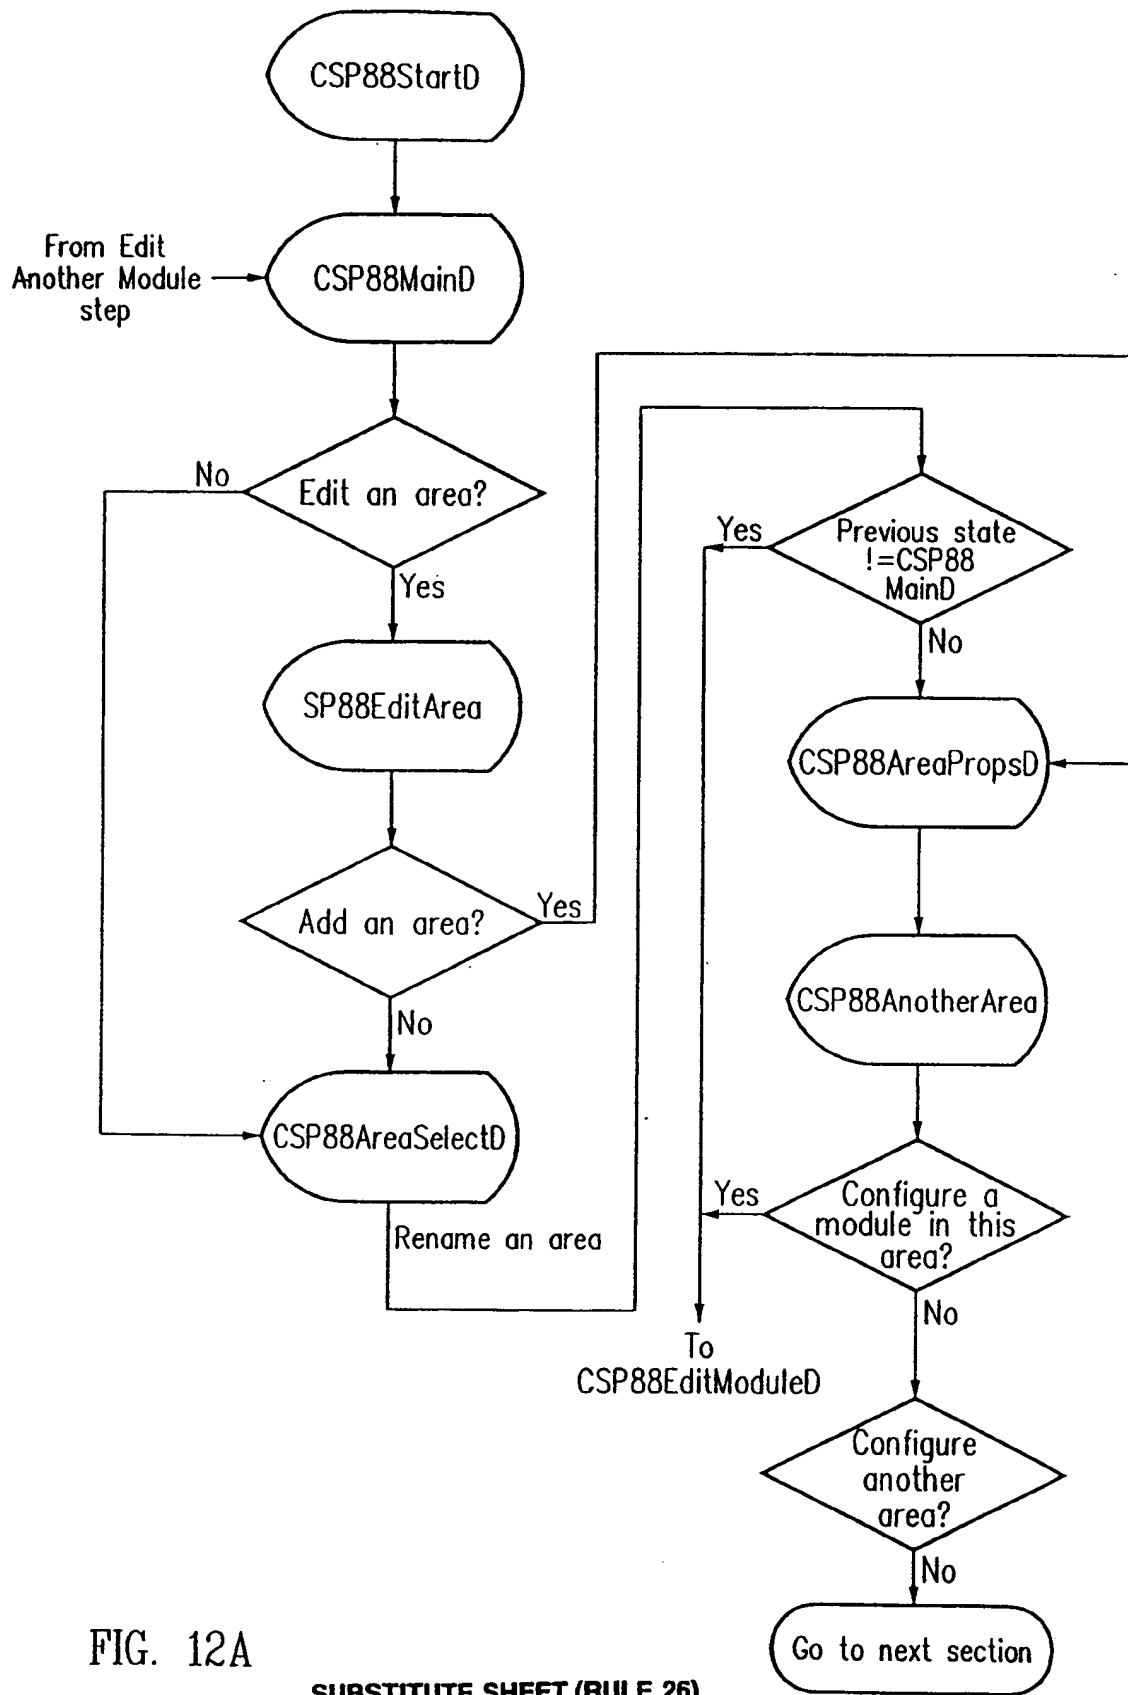 CSP88StartD
From Edit
Another Module
step
CSP88MainD
No
Edit an area?
Yes
SP88EditArea
Add an area?
Yes
No
CSP88AreaSelectD
Rename an area
Yes
Previous state
!=CSP88
MainD
No
CSP88AreaPropsD
CSP88AnotherArea
Yes
Configure a
module in this
area?
To
CSP88EditModuleD
No
Configure
another
area?
No
Go to next section
FIG. 12A
SUBSTITUTE SHEET (RULE 26)